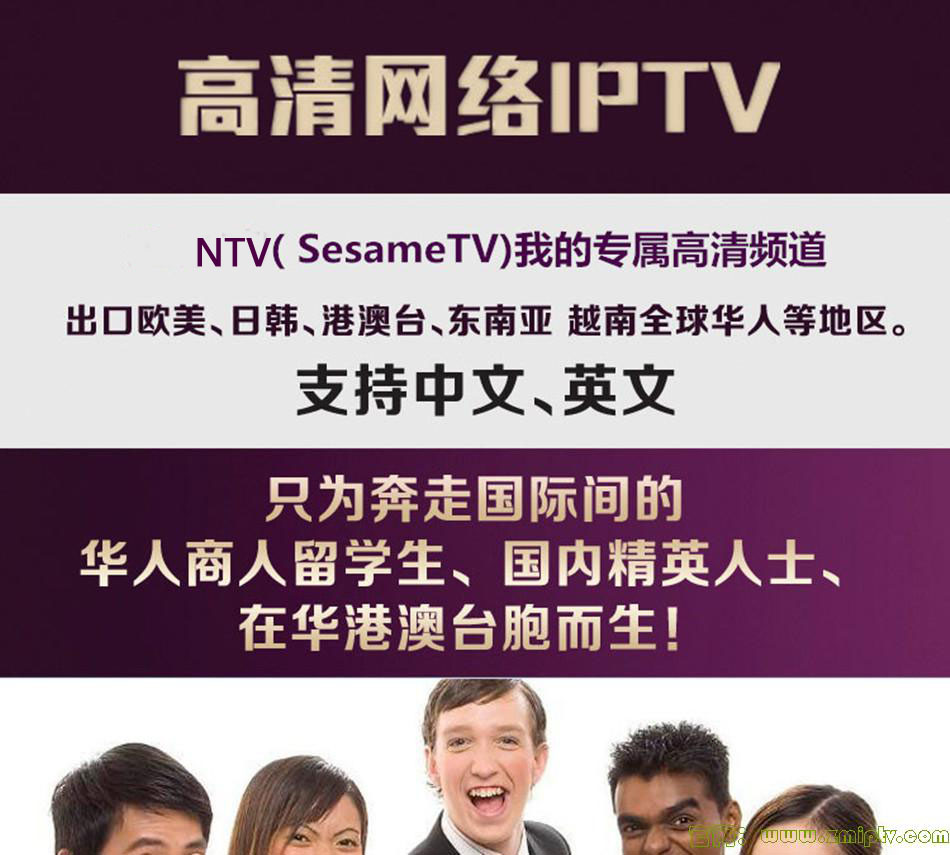 高清网络IPTV
NTV( SesameTV)我的专属高清频道
出口欧美、日韩、港澳台、东南亚 越南全球华人等地区。
支持中文、英文
只为奔走国际间的
华人商人留学生、国内精英人士、
在华港澳台胞而生！
www.zmiptv.com